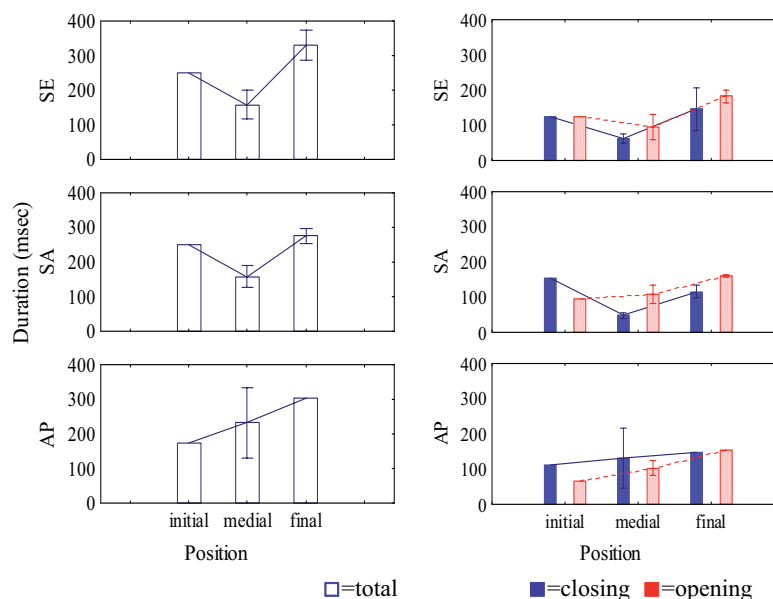 400
300
200
100
0
SE
400
300
200
100
0
SE
400
300
200
100
0
SA
400
300
200
100
0
SA
Duration (msec)
400
300
200
100
0
AP
initial medial final
Position
400
300
200
100
0
AP
initial medial final
Position
=total
=closing =opening